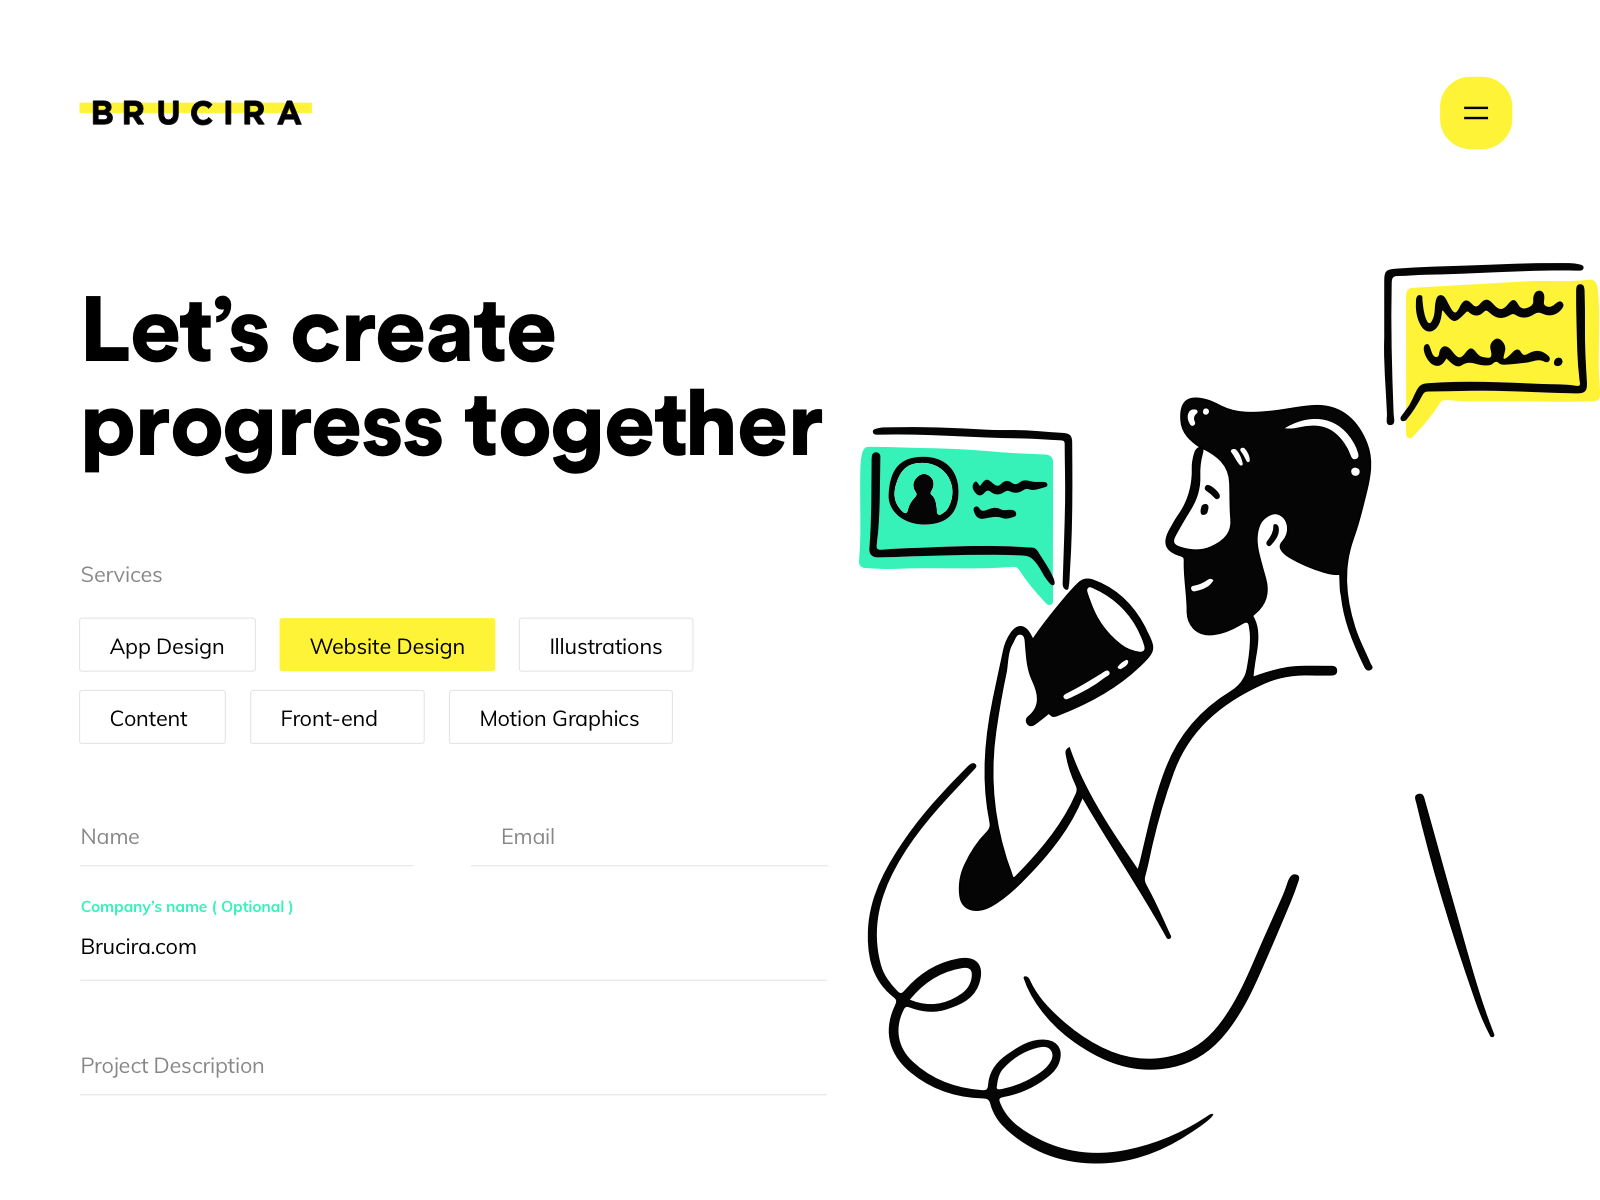 BRUCIRA
Let’s create
progress together
Services
App Design
Website Design
Illustrations
Content
Front-end
Motion Graphics
Name
Email
Company’s name ( Optional )
Brucira.com
Project Description